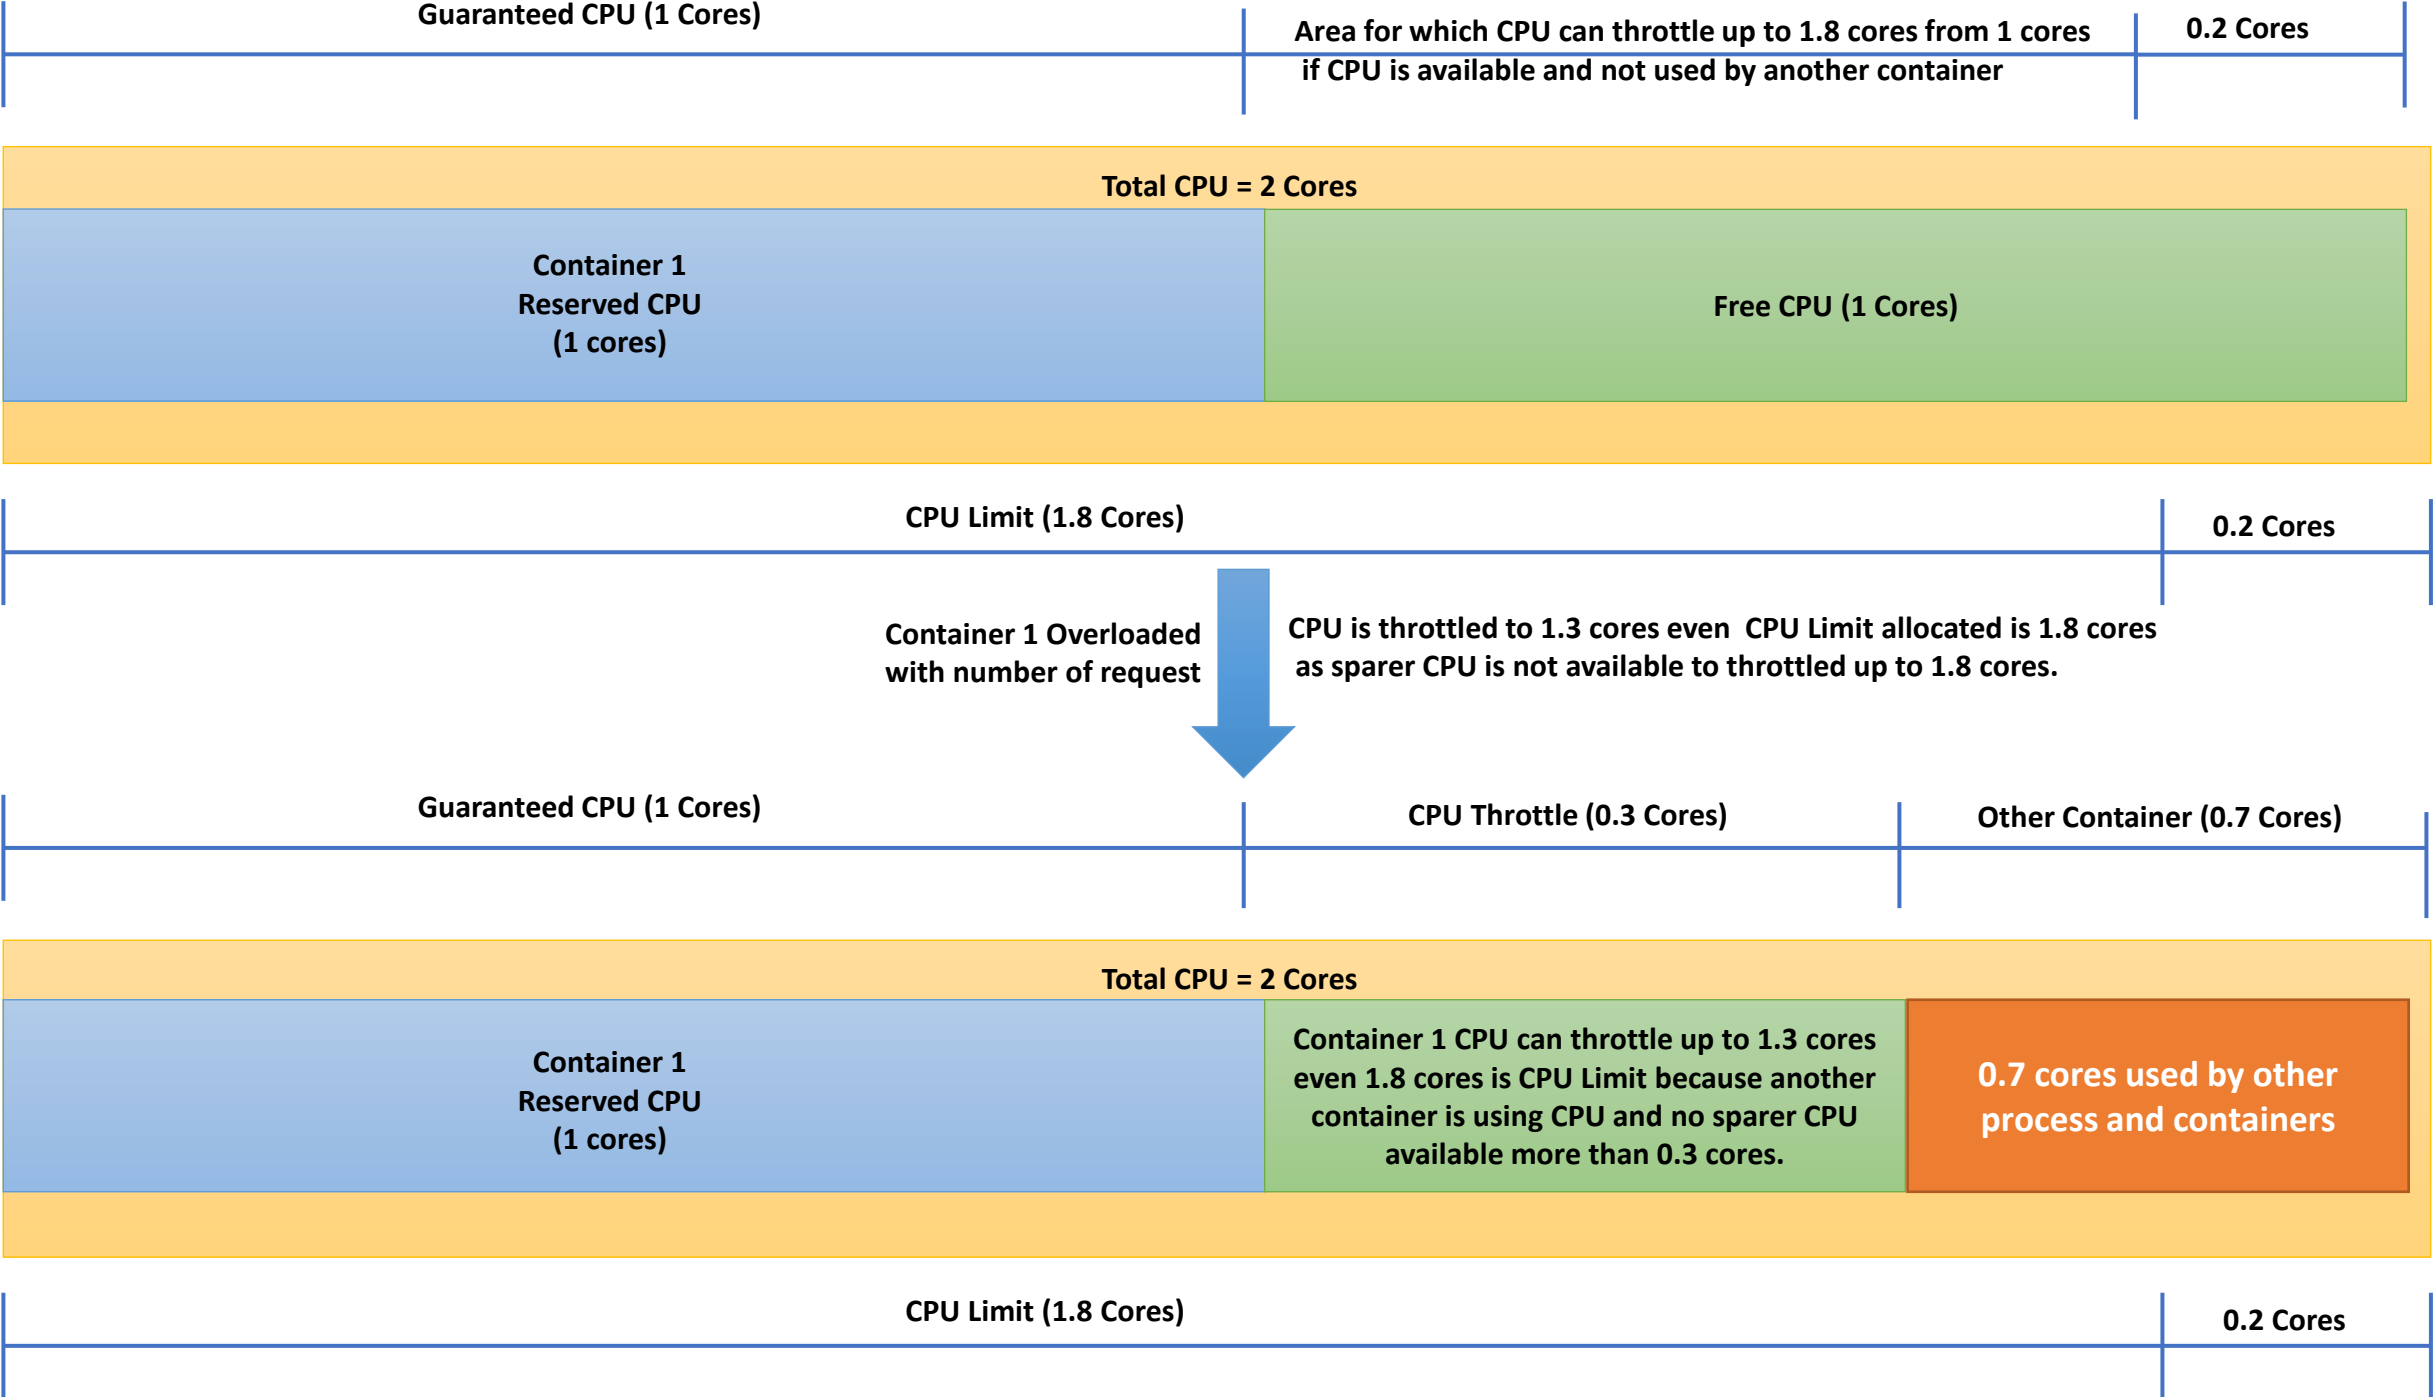 Guaranteed CPU (1 Cores)
Area for which CPU can throttle up to 1.8 cores from 1 cores
if CPU is available and not used by another container
0.2 Cores
Total CPU = 2 Cores
Container 1
Reserved CPU
(1 cores)
Free CPU (1 Cores)
CPU Limit (1.8 Cores)
0.2 Cores
Container 1 Overloaded
with number of request
CPU is throttled to 1.3 cores even  CPU Limit allocated is 1.8 cores
as sparer CPU is not available to throttled up to 1.8 cores.
Guaranteed CPU (1 Cores)
CPU Throttle (0.3 Cores)
Other Container (0.7 Cores)
Total CPU = 2 Cores
Container 1
Reserved CPU
(1 cores)
Container 1 CPU can throttle up to 1.3 cores
even 1.8 cores is CPU Limit because another
container is using CPU and no sparer CPU
available more than 0.3 cores.
0.7 cores used by other
process and containers
CPU Limit (1.8 Cores)
0.2 Cores